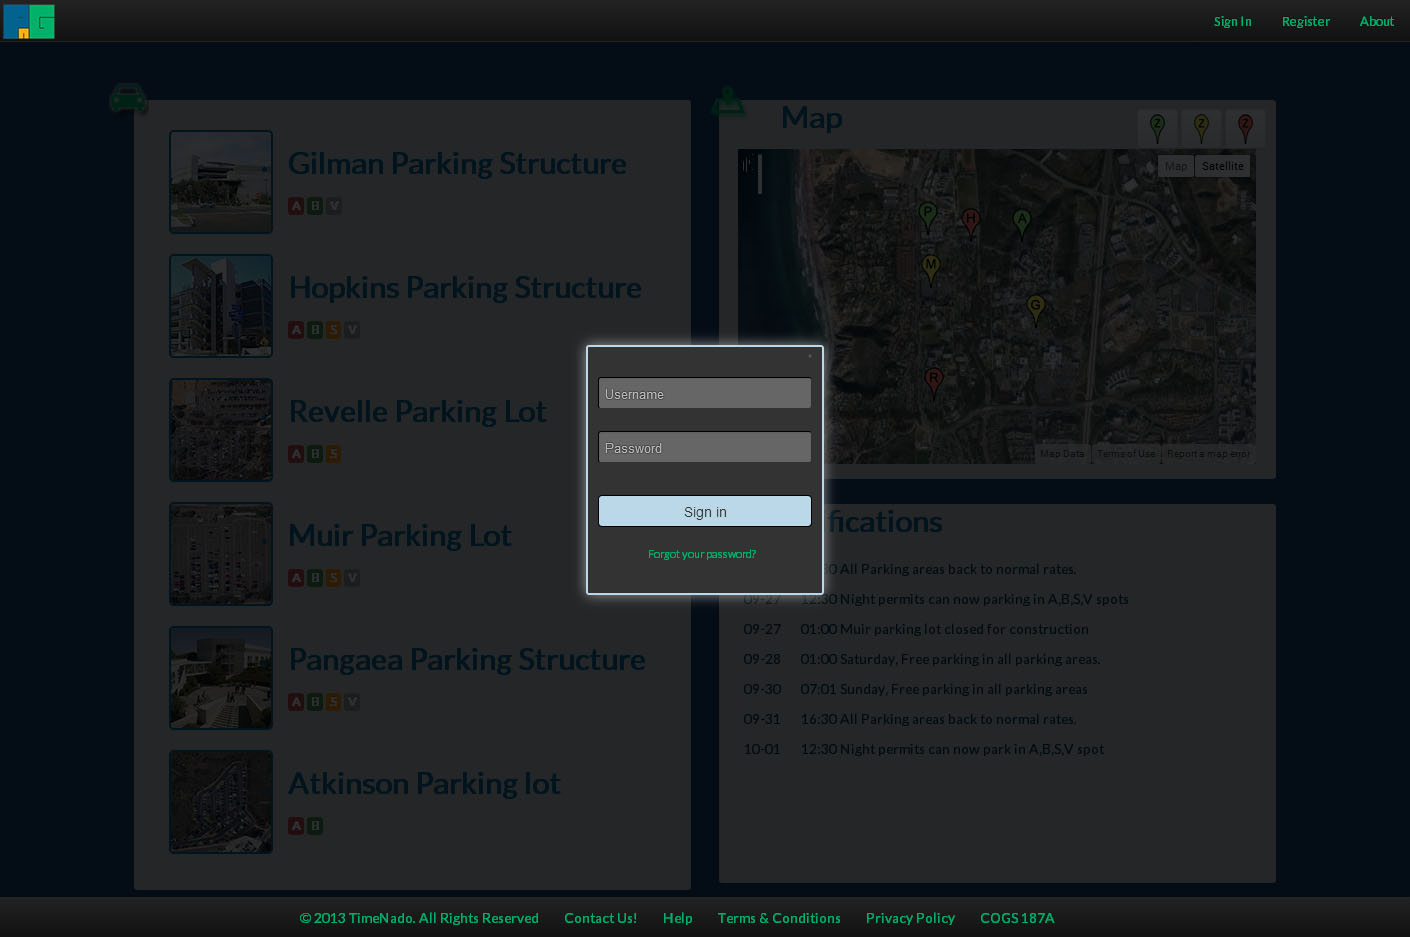 Sign In Register About
Gilman Parking Structure
A B V
Hopkins Parking Structure
A B S V
Revelle Parking Lot
A B S
Muir Parking Lot
A B S V
Pangaea Parking Structure
A B S V
Atkinson Parking lot
A B
Map
Z Z Z
Map Satellite
P H A
M
G
R
Map Data Terms of Use Report a map error
Username
Password
Sign in
Forgot your password?
fications
30 All Parking areas back to normal rates.
09-27 12:30 Night permits can now parking in A,B,S,V spots
09-27 01:00 Muir parking lot closed for construction
09-28 01:00 Saturday, Free parking in all parking areas.
09-30 07:01 Sunday, Free parking in all parking areas
09-31 16:30 All Parking areas back to normal rates.
10-01 12:30 Night permits can now park in A,B,S,V spot
© 2013 TimeNado. All Rights Reserved Contact Us! Help Terms & Conditions Privacy Policy COGS 187A